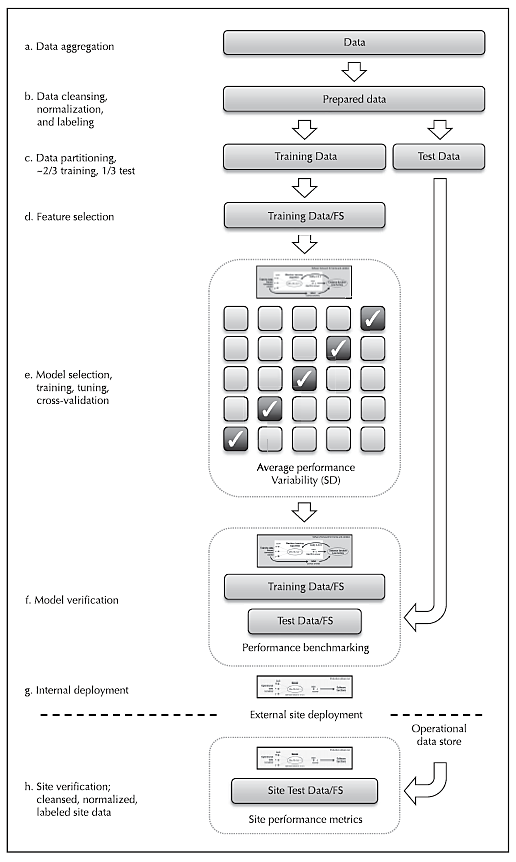 a. Data aggregation
Data
b. Data cleansing,
normalization,
and labeling
Prepared data
c. Data partitioning,
~2/3 training, 1/3 test
Training Data
Test Data
d. Feature selection
Training Data/FS
e. Model selection,
training, tuning,
cross-validation
Average performance
Variability (SD)
f. Model verification
Training Data/FS
Test Data/FS
Performance benchmarking
g. Internal deployment
External site deployment
Operational
data store
h. Site verification;
cleansed, normalized,
labeled site data
Site Test Data/FS
Site performance metrics